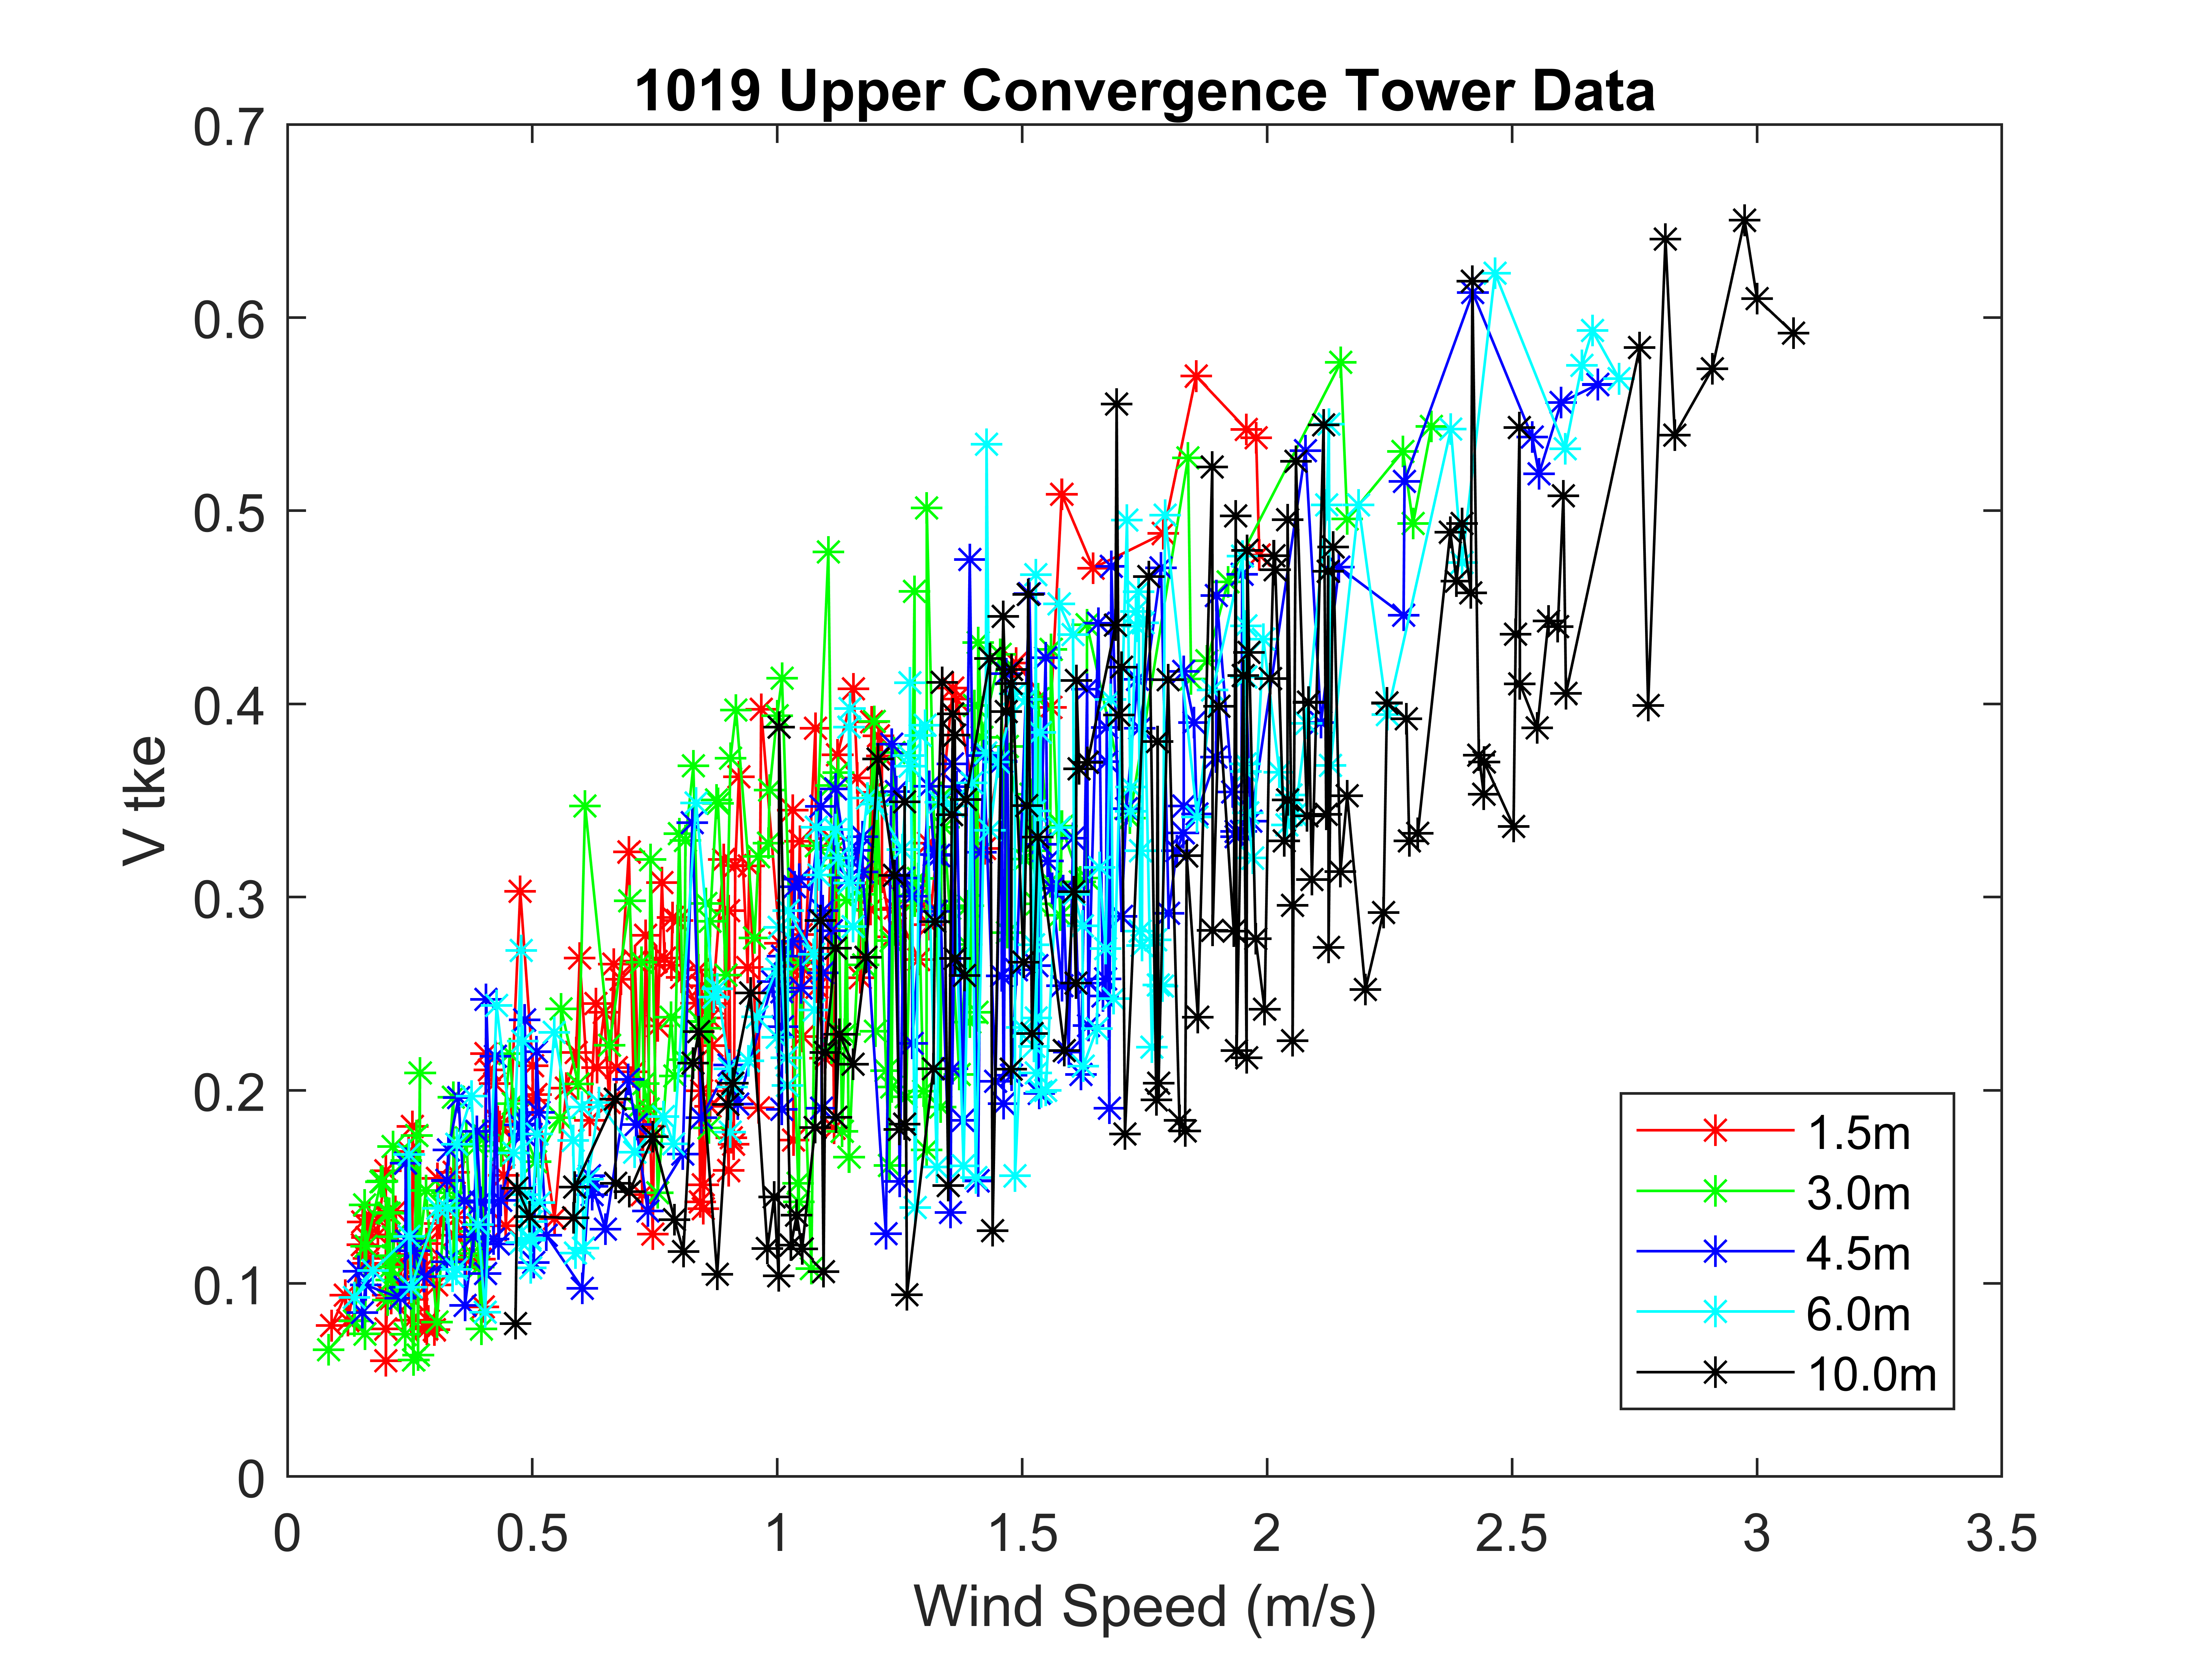 1019 Upper Convergence Tower Data
0.7
0.6
0.5
0.4
0.3
0.2
0.1
0
V tke
0 0.5 1 1.5 2 2.5 3 3.5
Wind Speed (m/s)
1.5m
3.0m
4.5m
6.0m
10.0m